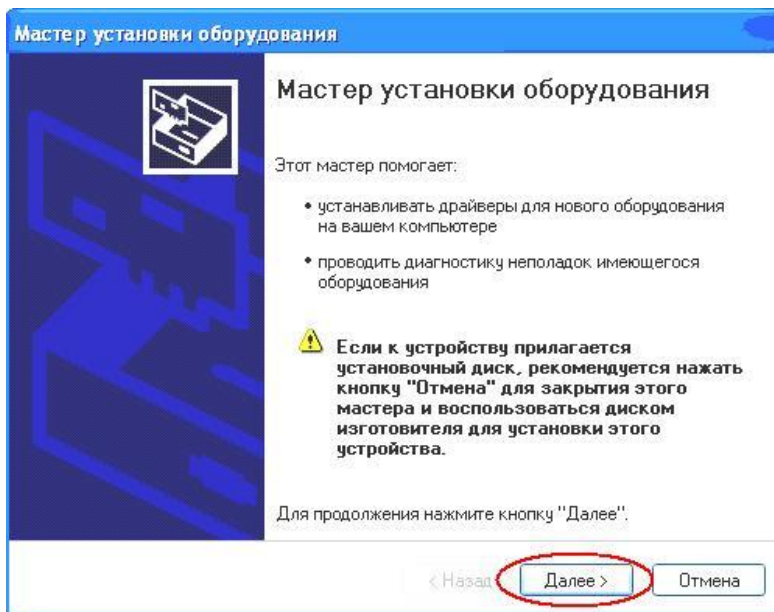 Мастер установки оборудования
Мастер установки оборудования
Этот мастер помогает:
• устанавливать драйверы для нового оборудования
на вашем компьютере
• проводить диагностику неполадок имеющегося
оборудования
Если к устройству прилагается
установочный диск, рекомендуется нажать
кнопку "Отмена" для закрытия этого
мастера и воспользоваться диском
изготовителя для установки этого
устройства.
Для продолжения нажмите кнопку "Далее".
< Назад Далее > Отмена